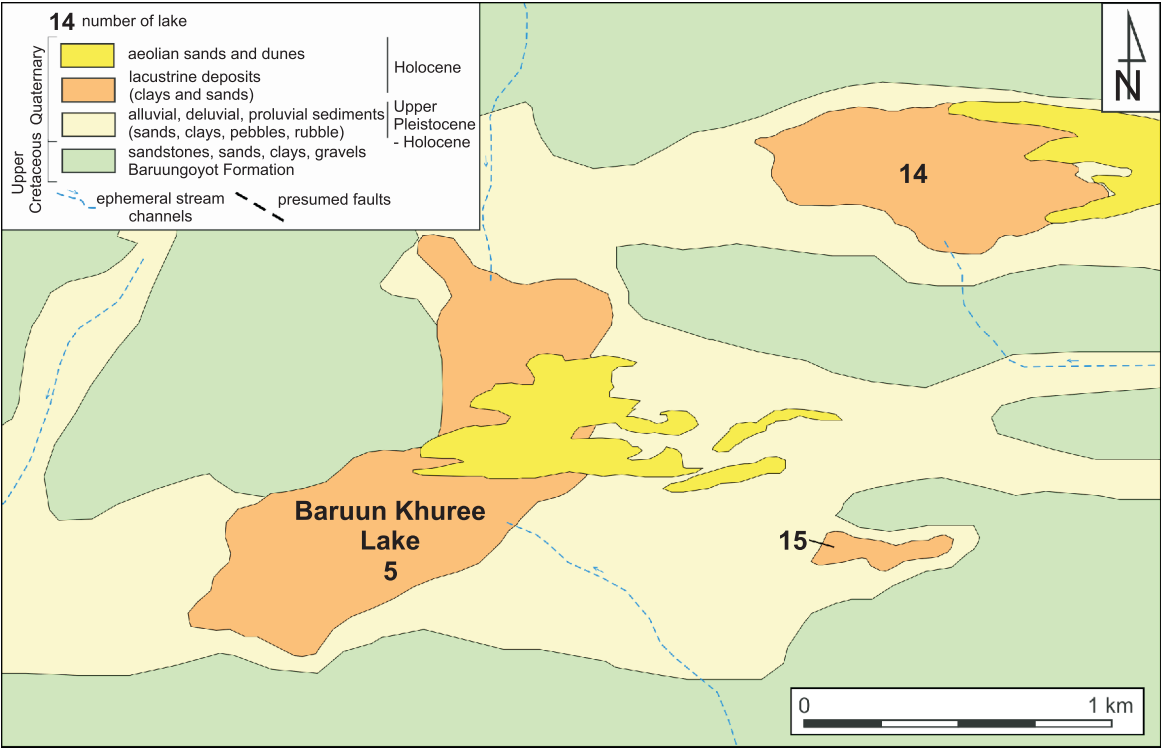 14 number of lake
aeolian sands and dunes
lacustrine deposits
(clays and sands)
Holocene
alluvial, deluvial, proluvial sediments
(sands, clays, pebbles, rubble)
Upper
Pleistocene
- Holocene
sandstones, sands, clays, gravels
Baruungoyot Formation
Quaternary
Upper
Cretaceous
ephemeral stream
channels
presumed faults
N
14
Baruun Khuree
Lake
5
15
0 1 km